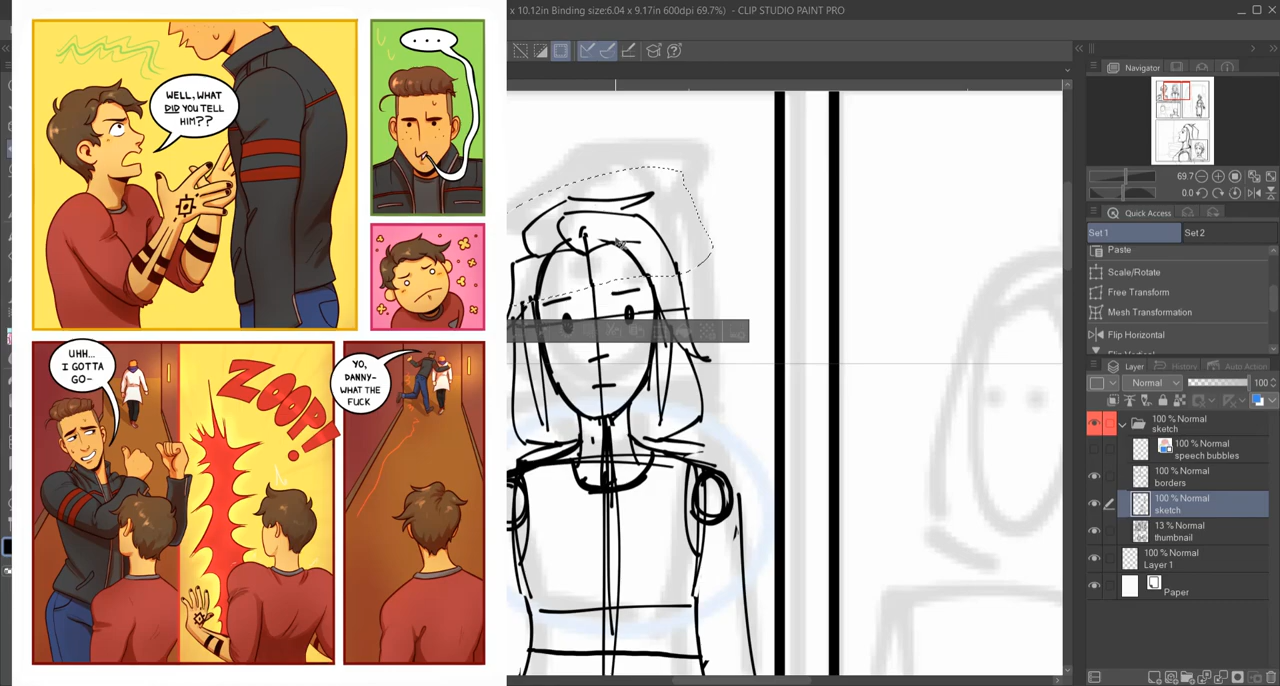 x 10.12in Binding size:6.04 x 9.17in 600dpi 69.7%) - CLIP STUDIO PAINT PRO
WELL, WHAT
DID YOU TELL
HIM??
...
UHH...
I GOTTA
GO-
ZOOP!
YO,
DANNY-
WHAT THE
FUCK
Navigator
69.7
0.0
Quick Access
Set 1
Set 2
Paste
Scale/Rotate
Free Transform
Mesh Transformation
Flip Horizontal
Flip Vertical
Layer
History
Auto Action
Normal
100
100 % Normal
sketch
100 % Normal
speech bubbles
100 % Normal
borders
100 % Normal
sketch
13 % Normal
thumbnail
100 % Normal
Layer 1
Paper